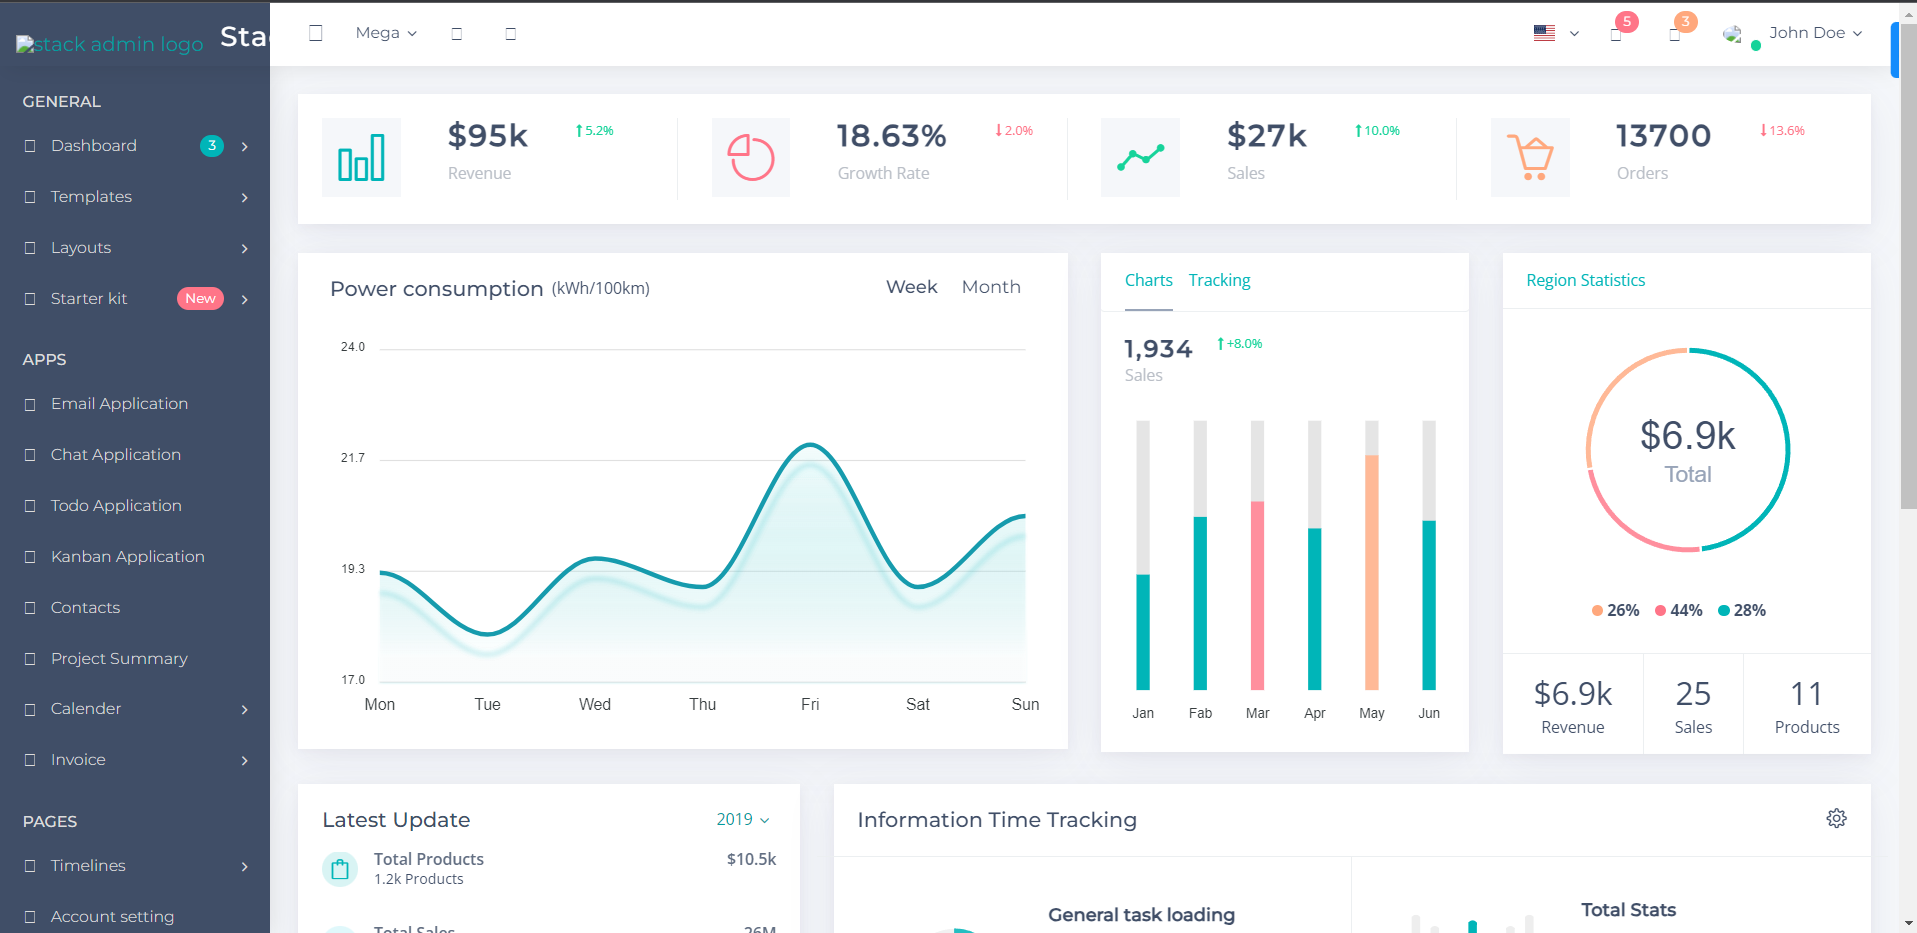 stack admin logo
Stac
Mega
5
3
John Doe
GENERAL
Dashboard 3
Templates
Layouts
Starter kit New
APPS
Email Application
Chat Application
Todo Application
Kanban Application
Contacts
Project Summary
Calender
Invoice
PAGES
Timelines
Account setting
$95k 5.2%
Revenue
18.63% 2.0%
Growth Rate
$27k 10.0%
Sales
13700 13.6%
Orders
Power consumption (kWh/100km)
Week Month
24.0
21.7
19.3
17.0
Mon Tue Wed Thu Fri Sat Sun
Charts Tracking
1,934 +8.0%
Sales
Jan Fab Mar Apr May Jun
Region Statistics
$6.9k
Total
26% 44% 28%
$6.9k 25 11
Revenue Sales Products
Latest Update 2019
Total Products $10.5k
1.2k Products
Total Sales 26M
Information Time Tracking
General task loading
Total Stats